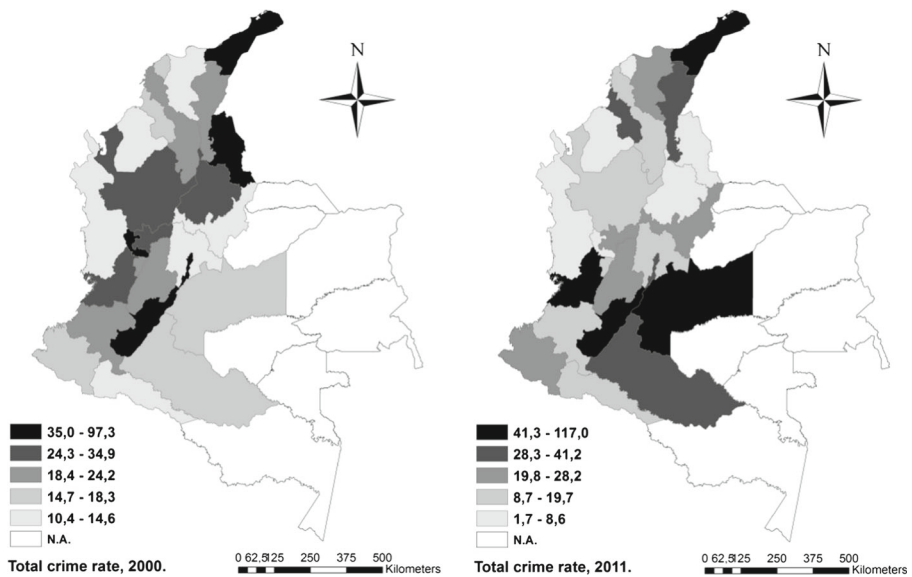 N
35,0 - 97,3
24,3 - 34,9
18,4 - 24,2
14,7 - 18,3
10,4 - 14,6
N.A.
Total crime rate, 2000.
0 62,5125 250 375 500
Kilometers
N
41,3 - 117,0
28,3 - 41,2
19,8 - 28,2
8,7 - 19,7
1,7 - 8,6
N.A.
Total crime rate, 2011.
0 62,5125 250 375 500
Kilometers